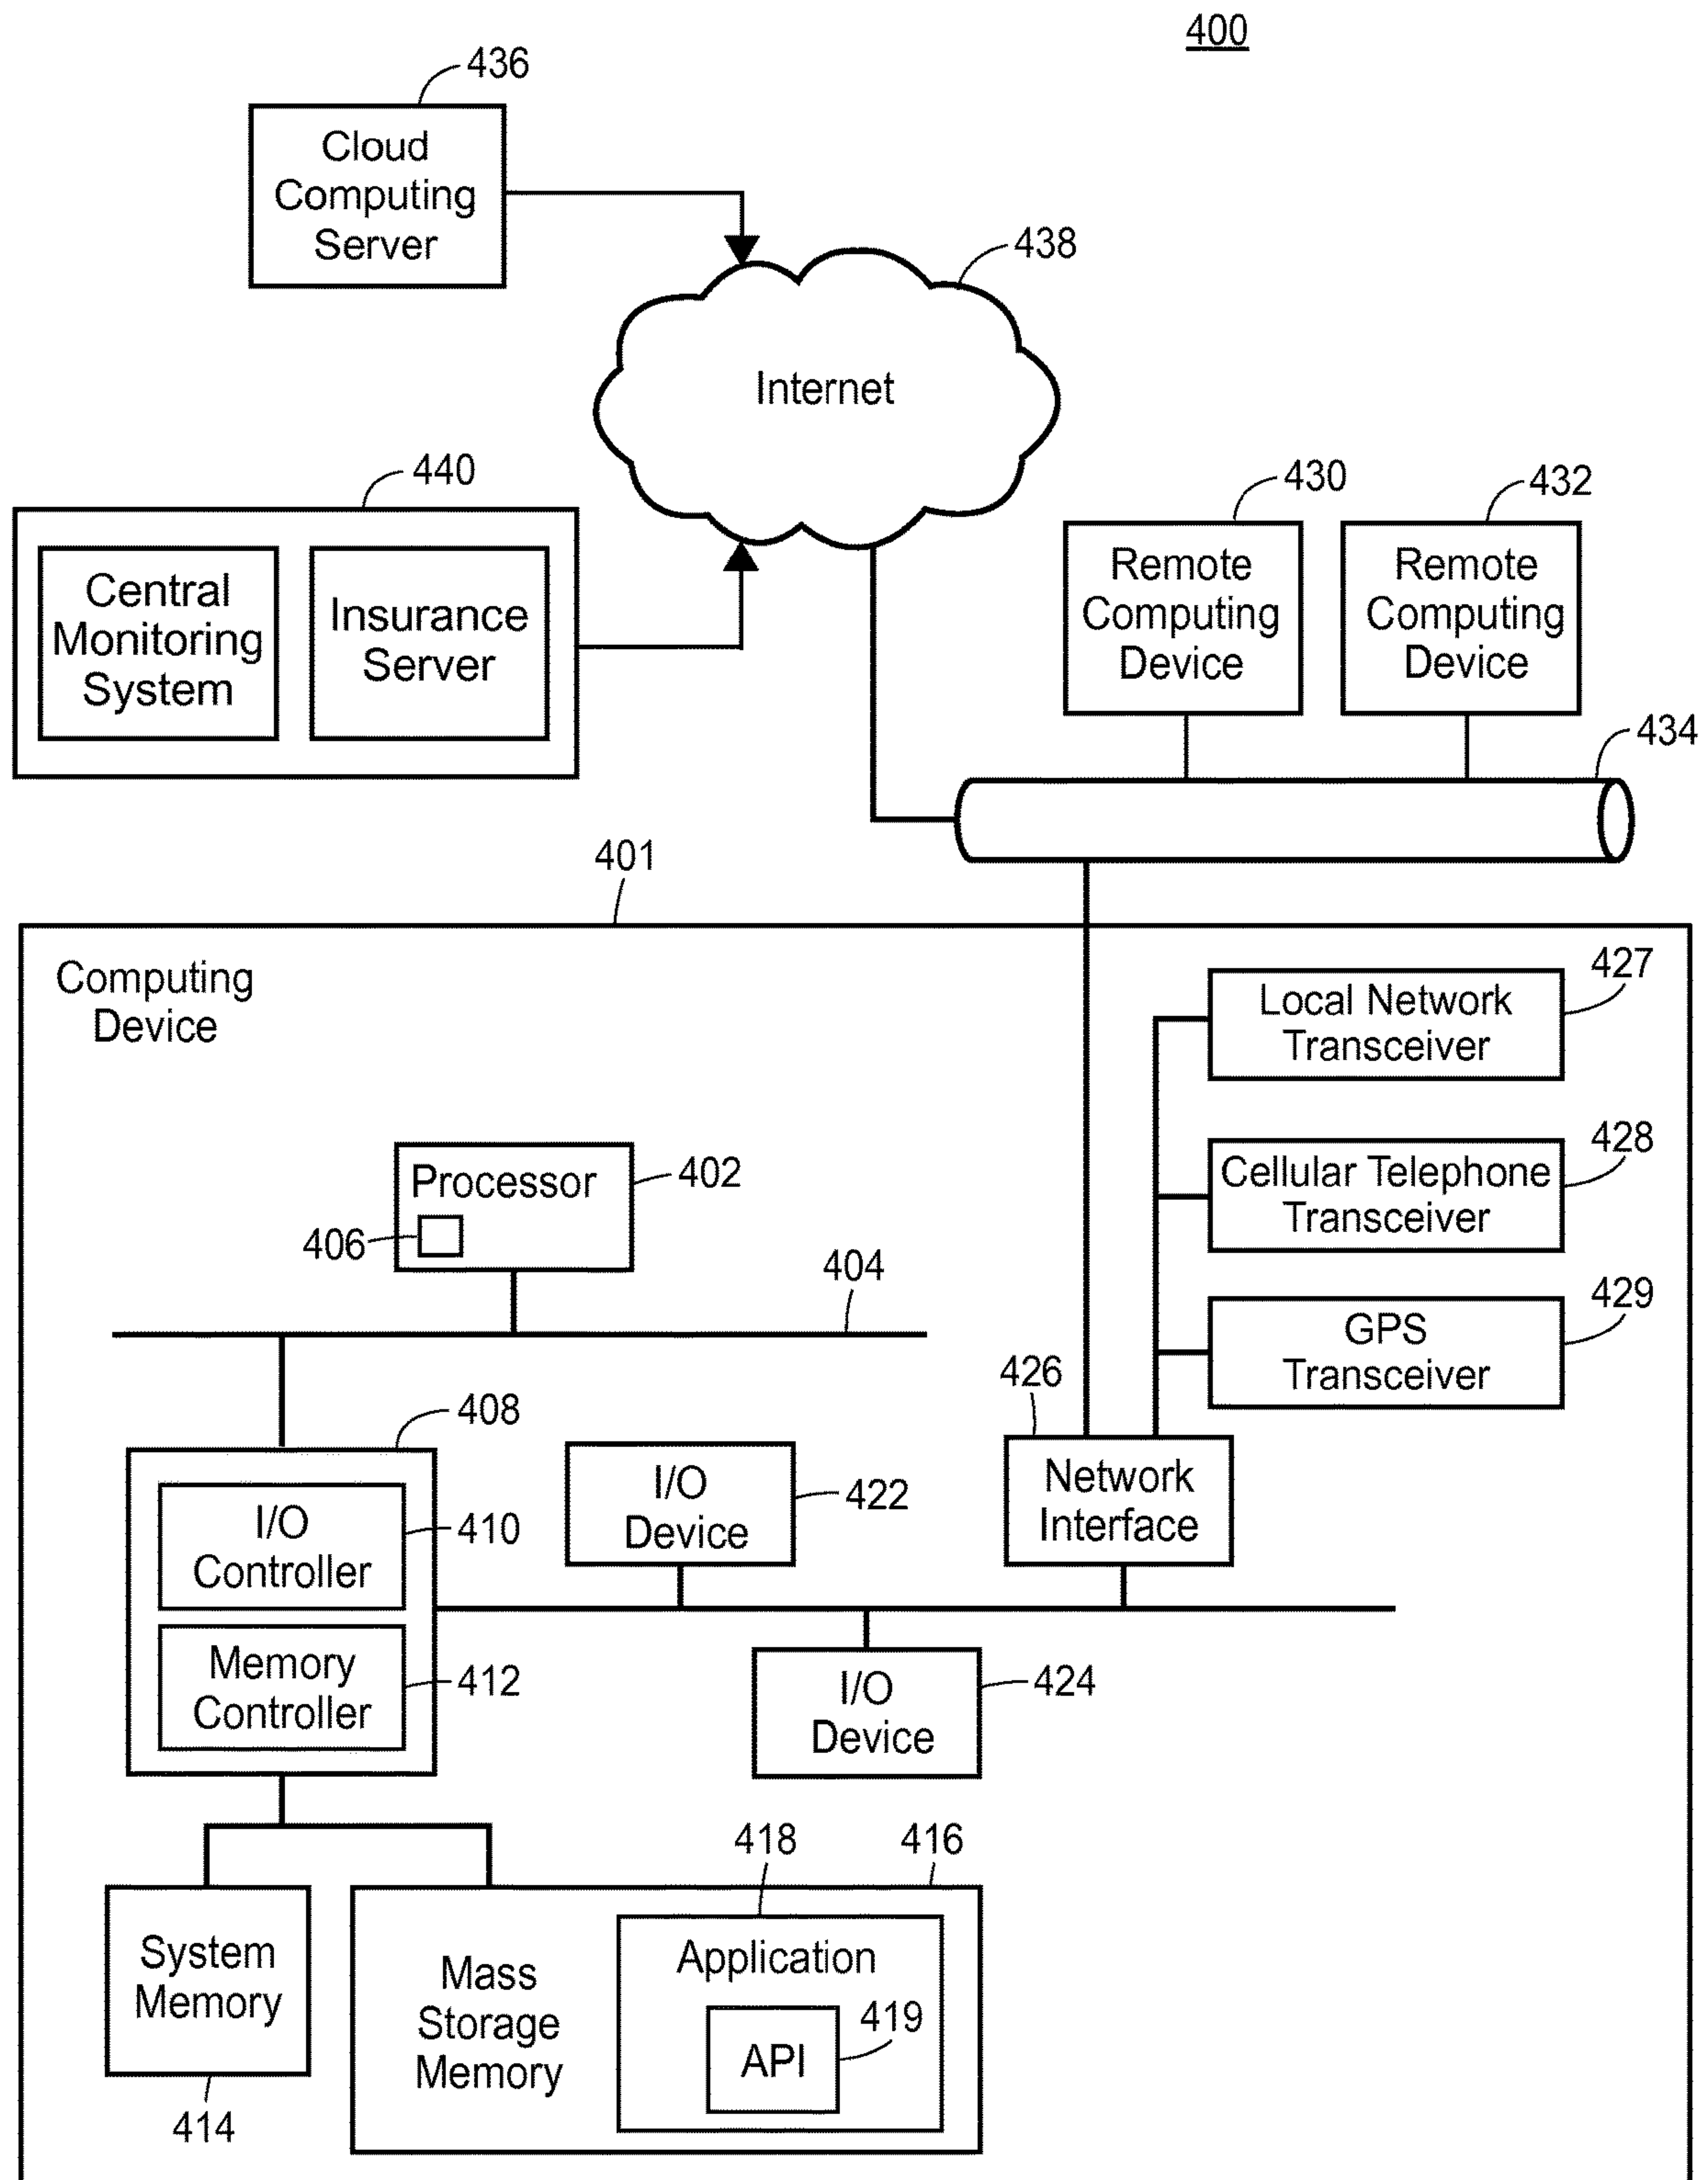 400
436
Cloud
Computing
Server
438
Internet
440
Central
Monitoring
System
Insurance
Server
430
Remote
Computing
Device
432
Remote
Computing
Device
434
401
Computing
Device
427
Local Network
Transceiver
428
Cellular Telephone
Transceiver
429
GPS
Transceiver
Processor
402
406
404
426
Network
Interface
408
I/O
Controller
410
Memory
Controller
412
I/O
Device
422
I/O
Device
424
System
Memory
414
416
Mass
Storage
Memory
418
Application
419
API